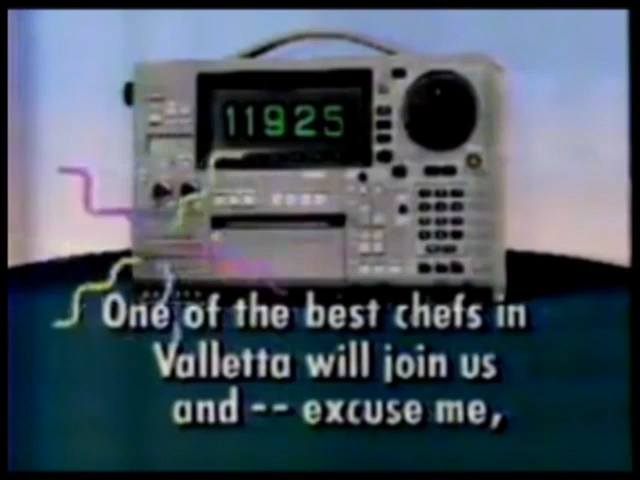 11925
One of the best chefs in
Valletta will join us
and -- excuse me,